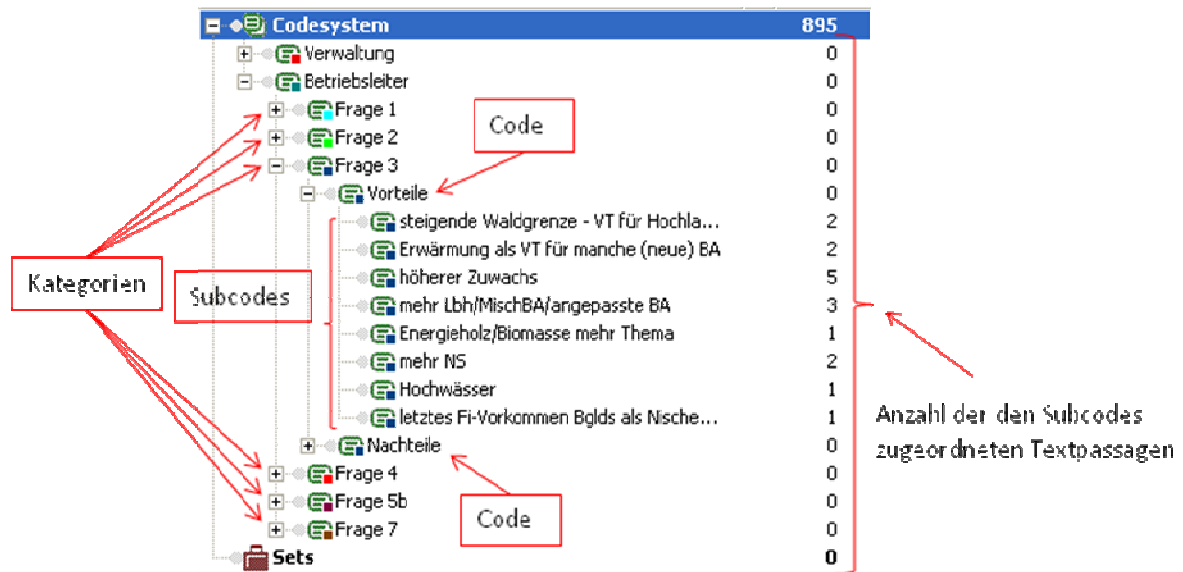 Codesystem 895
Verwaltung 0
Betriebsleiter 0
Frage 1 0
Frage 2 0
Code
Frage 3 0
Vorteile 0
steigende Waldgrenze - VT für Hochla... 2
Erwärmung als VT für manche (neue) BA 2
Kategorien
Subcodes
höherer Zuwachs 5
mehr Lbh/MischBA/angepasste BA 3
Energieholz/Biomasse mehr Thema 1
mehr NS 2
Hochwässer 1
letztes Fi-Vorkommen Bglds als Nische... 1
Anzahl der den Subcodes
zugeordneten Textpassagen
Nachteile 0
Frage 4 0
Frage 5b 0
Code
Frage 7 0
Sets 0